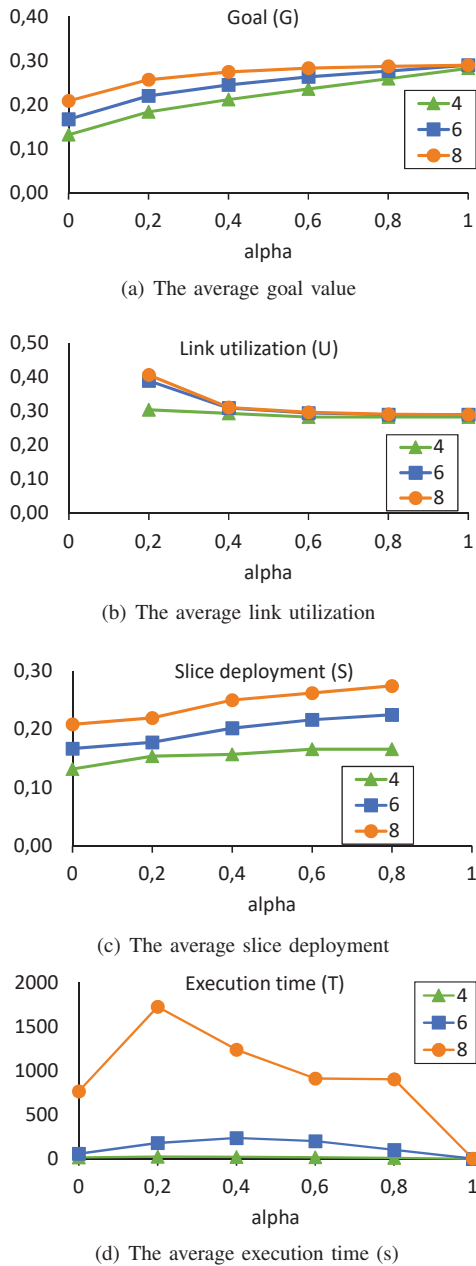 Goal (G)
0,40
0,30
0,20
0,10
0,00
4
6
8
0 0,2 0,4 0,6 0,8 1
alpha
(a) The average goal value
Link utilization (U)
0,50
0,40
0,30
0,20
0,10
0,00
4
6
8
0 0,2 0,4 0,6 0,8 1
alpha
(b) The average link utilization
Slice deployment (S)
0,30
0,20
0,10
0,00
4
6
8
0 0,2 0,4 0,6 0,8 1
alpha
(c) The average slice deployment
Execution time (T)
2000
1500
1000
500
0
4
6
8
0 0,2 0,4 0,6 0,8 1
alpha
(d) The average execution time (s)